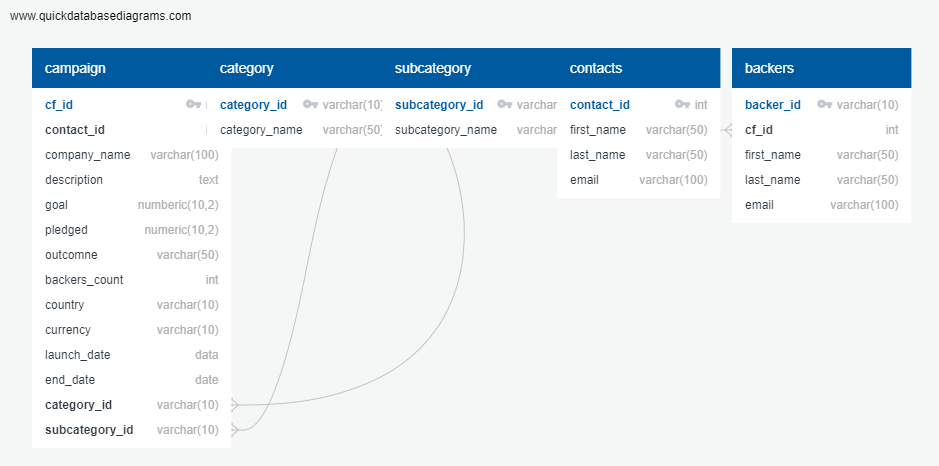 www.quickdatabasediagrams.com
campaign
cf_id
contact_id
company_name varchar(100)
description text
goal numberic(10,2)
pledged numeric(10,2)
outcomne varchar(50)
backers_count int
country varchar(10)
currency varchar(10)
launch_date data
end_date date
category_id varchar(10)
subcategory_id varchar(10)
category
category_id varchar(10)
category_name varchar(50)
subcategory
subcategory_id varchar
subcategory_name varchar
contacts
contact_id int
first_name varchar(50)
last_name varchar(50)
email varchar(100)
backers
backer_id varchar(10)
cf_id int
first_name varchar(50)
last_name varchar(50)
email varchar(100)